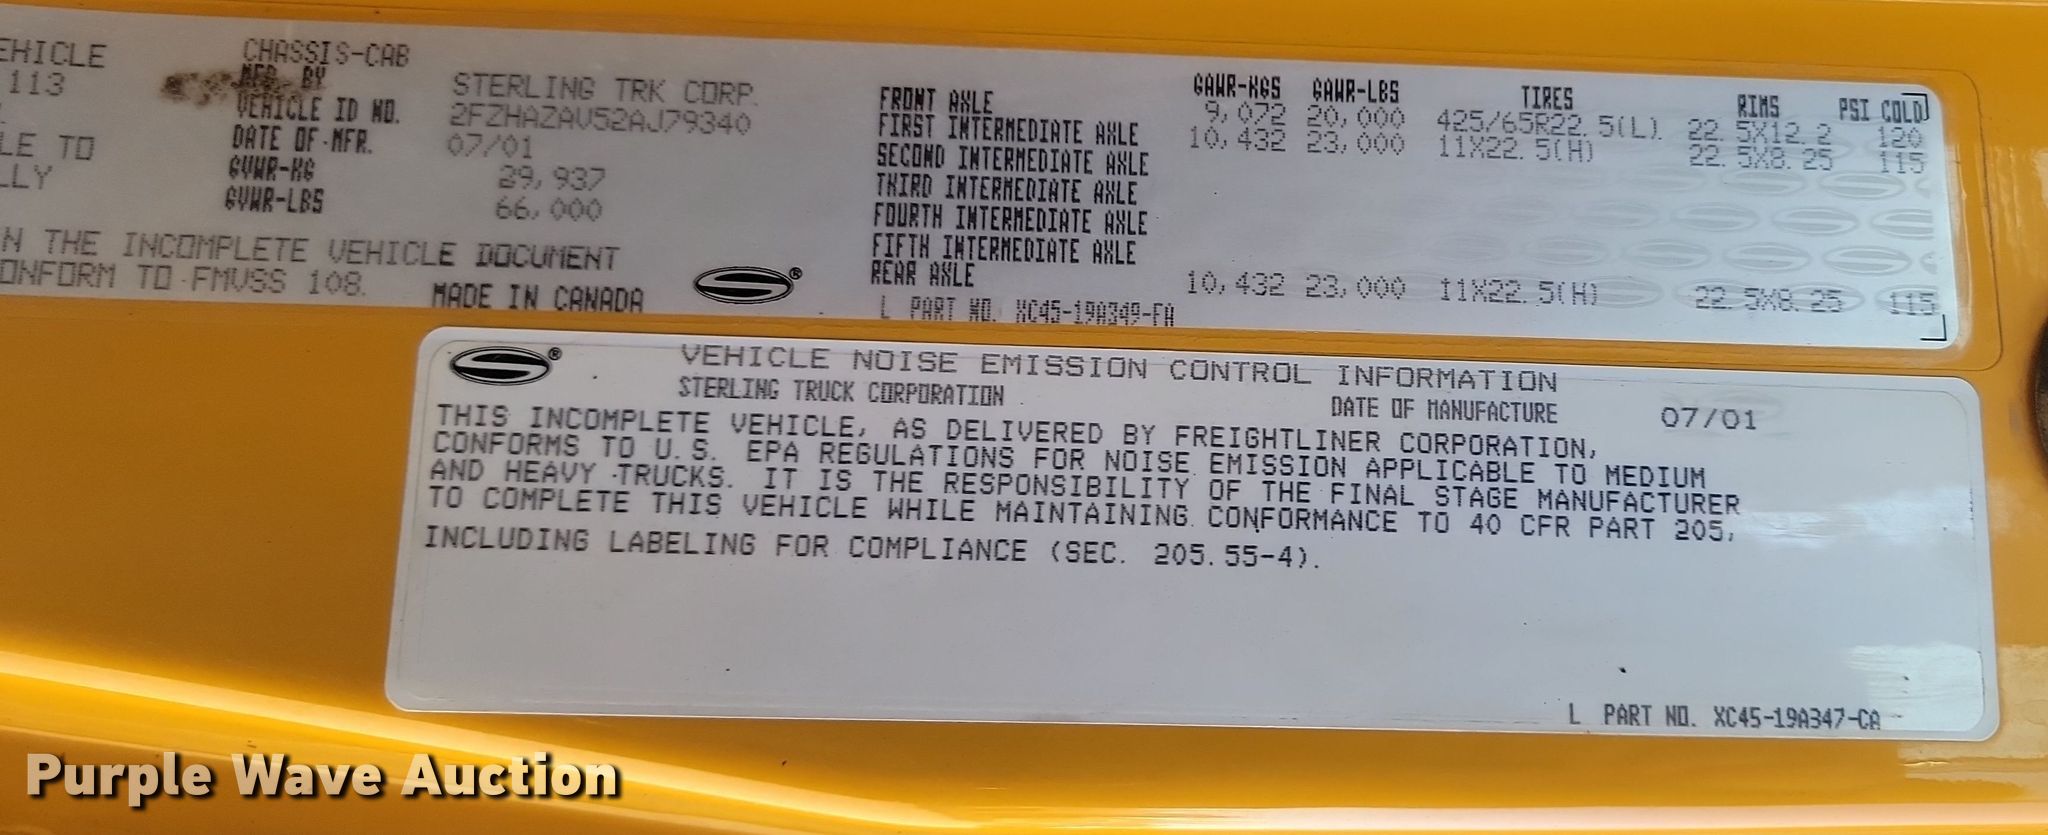 EHICLE CHASSIS-CAB
113 MFD. BY STERLING TRK CORP.
VEHICLE ID NO. 2FZHAZAV52AJ79340
LE TO DATE OF MFR. 07/01
LLY GVWR-KG 29,937
GVWR-LBS 66,000
N THE INCOMPLETE VEHICLE DOCUMENT
ONFORM TO FMVSS 108.
MADE IN CANADA
GAWR-KGS GAWR-LBS TIRES RIMS PSI COLD
FRONT AXLE 9,072 20,000 425/65R22.5(L). 22.5X12.2 120
FIRST INTERMEDIATE AXLE 10,432 23,000 11X22.5(H) 22.5X8.25 115
SECOND INTERMEDIATE AXLE
THIRD INTERMEDIATE AXLE
FOURTH INTERMEDIATE AXLE
FIFTH INTERMEDIATE AXLE
REAR AXLE 10,432 23,000 11X22.5(H) 22.5X8.25 115
L PART NO. XC45-19A349-FA
VEHICLE NOISE EMISSION CONTROL INFORMATION
STERLING TRUCK CORPORATION
DATE OF MANUFACTURE 07/01
THIS INCOMPLETE VEHICLE, AS DELIVERED BY FREIGHTLINER CORPORATION,
CONFORMS TO U.S. EPA REGULATIONS FOR NOISE EMISSION APPLICABLE TO MEDIUM
AND HEAVY TRUCKS. IT IS THE RESPONSIBILITY OF THE FINAL STAGE MANUFACTURER
TO COMPLETE THIS VEHICLE WHILE MAINTAINING CONFORMANCE TO 40 CFR PART 205,
INCLUDING LABELING FOR COMPLIANCE (SEC. 205.55-4).
L PART NO. XC45-19A347-CA
Purple Wave Auction